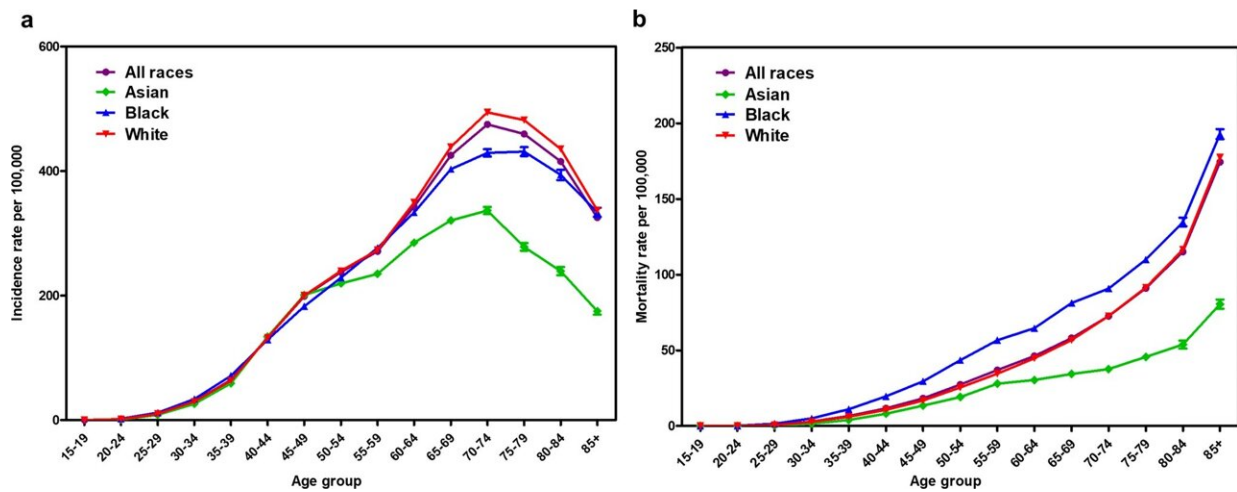 a
Incidence rate per 100,000
600
400
200
0
All races
Asian
Black
White
15-19
20-24
25-29
30-34
35-39
40-44
45-49
50-54
55-59
60-64
65-69
70-74
75-79
80-84
85+
Age group
b
Mortality rate per 100,000
250
200
150
100
50
0
All races
Asian
Black
White
15-19
20-24
25-29
30-34
35-39
40-44
45-49
50-54
55-59
60-64
65-69
70-74
75-79
80-84
85+
Age group